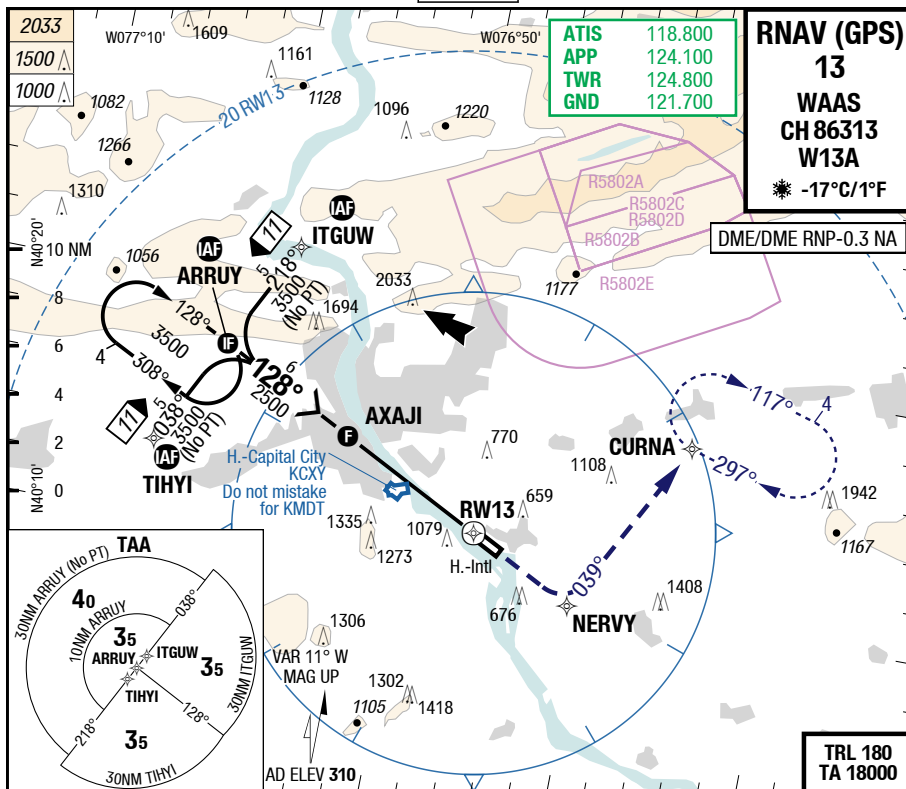 2033
1500
1000
W077°10'
1609
1161
1128
1082
1266
1310
20 RW13
W076°50'
1096
1220
ATIS 118.800
APP 124.100
TWR 124.800
GND 121.700
RNAV (GPS)
13
WAAS
CH 86313
W13A
-17°C/1°F
DME/DME RNP-0.3 NA
R5802A
R5802C
R5802D
R5802B
R5802E
1177
N40°20'
10 NM
8
6
4
2
0
N40°10'
1056
IAF
ARRUY
11
IAF
ITGUW
5
218°
3500
(No PT)
2033
1694
128°
3500
IF
4
308°
6
128°
2500
11
5
038°
3500
(No PT)
IAF
TIHYI
F
AXAJI
H.-Capital City
KCXY
Do not mistake
for KMDT
770
1108
659
CURNA
117°
4
297°
1942
1167
1335
1273
1079
RW13
H.-Intl
039°
676
NERVY
1408
1306
VAR 11° W
MAG UP
1302
1418
1105
AD ELEV 310
TAA
30NM ARRUY (No PT)
40
10NM ARRUY
35
ARRUY
ITGUW
TIHYI
038°
35
30NM ITGUN
128°
218°
35
30NM TIHYI
TRL 180
TA 18000